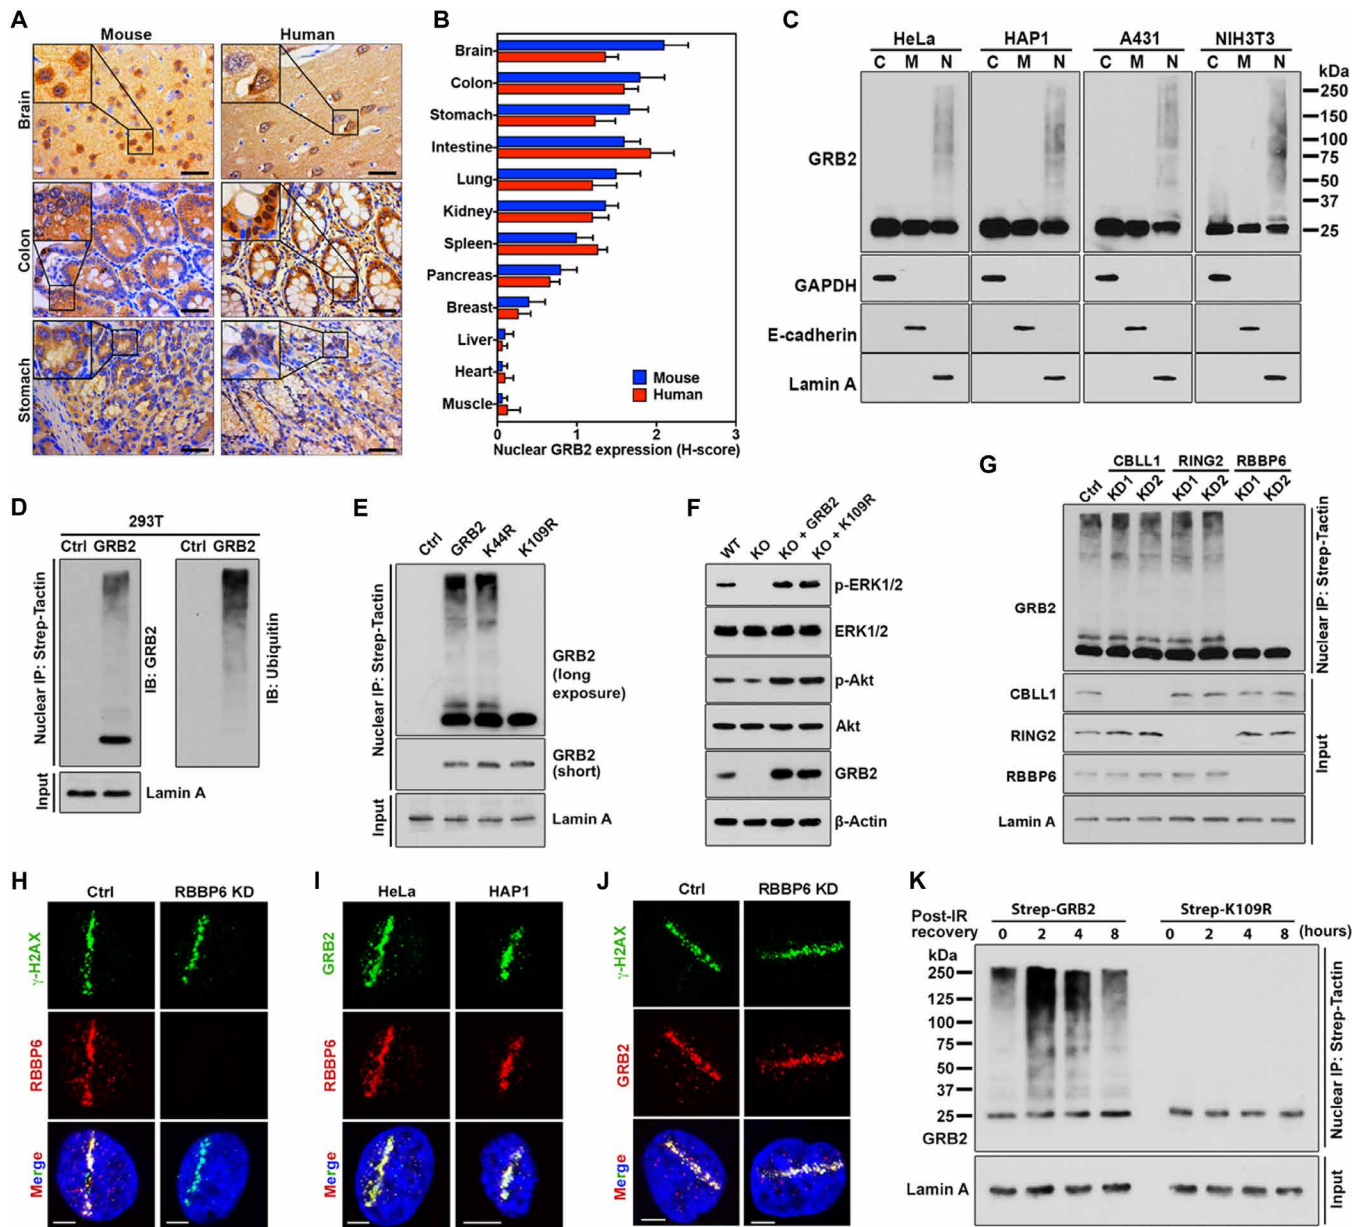 A
Mouse
Human
Brain
Colon
Stomach
B
Brain
Colon
Stomach
Intestine
Lung
Kidney
Spleen
Pancreas
Breast
Liver
Heart
Muscle
Mouse
Human
0 1 2 3
Nuclear GRB2 expression (H-score)
C
HeLa HAP1 A431 NIH3T3
C M N C M N C M N C M N
kDa
250
150
100
75
50
37
25
GRB2
GAPDH
E-cadherin
Lamin A
D
293T
Ctrl GRB2 Ctrl GRB2
Nuclear IP: Strep-Tactin
IB: GRB2
IB: Ubiquitin
Input
Lamin A
E
Ctrl GRB2 K44R K109R
Nuclear IP: Strep-Tactin
GRB2
(long
exposure)
GRB2
(short)
Input
Lamin A
F
WT KO KO + GRB2 KO + K109R
p-ERK1/2
ERK1/2
p-Akt
Akt
GRB2
β-Actin
G
CBLL1 RING2 RBBP6
Ctrl KD1 KD2 KD1 KD2 KD1 KD2
GRB2
Nuclear IP: Strep-Tactin
CBLL1
RING2
RBBP6
Lamin A
Input
H
Ctrl RBBP6 KD
γ-H2AX
RBBP6
Merge
I
HeLa HAP1
GRB2
RBBP6
Merge
J
Ctrl RBBP6 KD
γ-H2AX
GRB2
Merge
K
Post-IR
recovery
Strep-GRB2 Strep-K109R
0 2 4 8 0 2 4 8 (hours)
kDa
250
125
100
75
50
37
25
GRB2
Nuclear IP: Strep-Tactin
Lamin A
Input